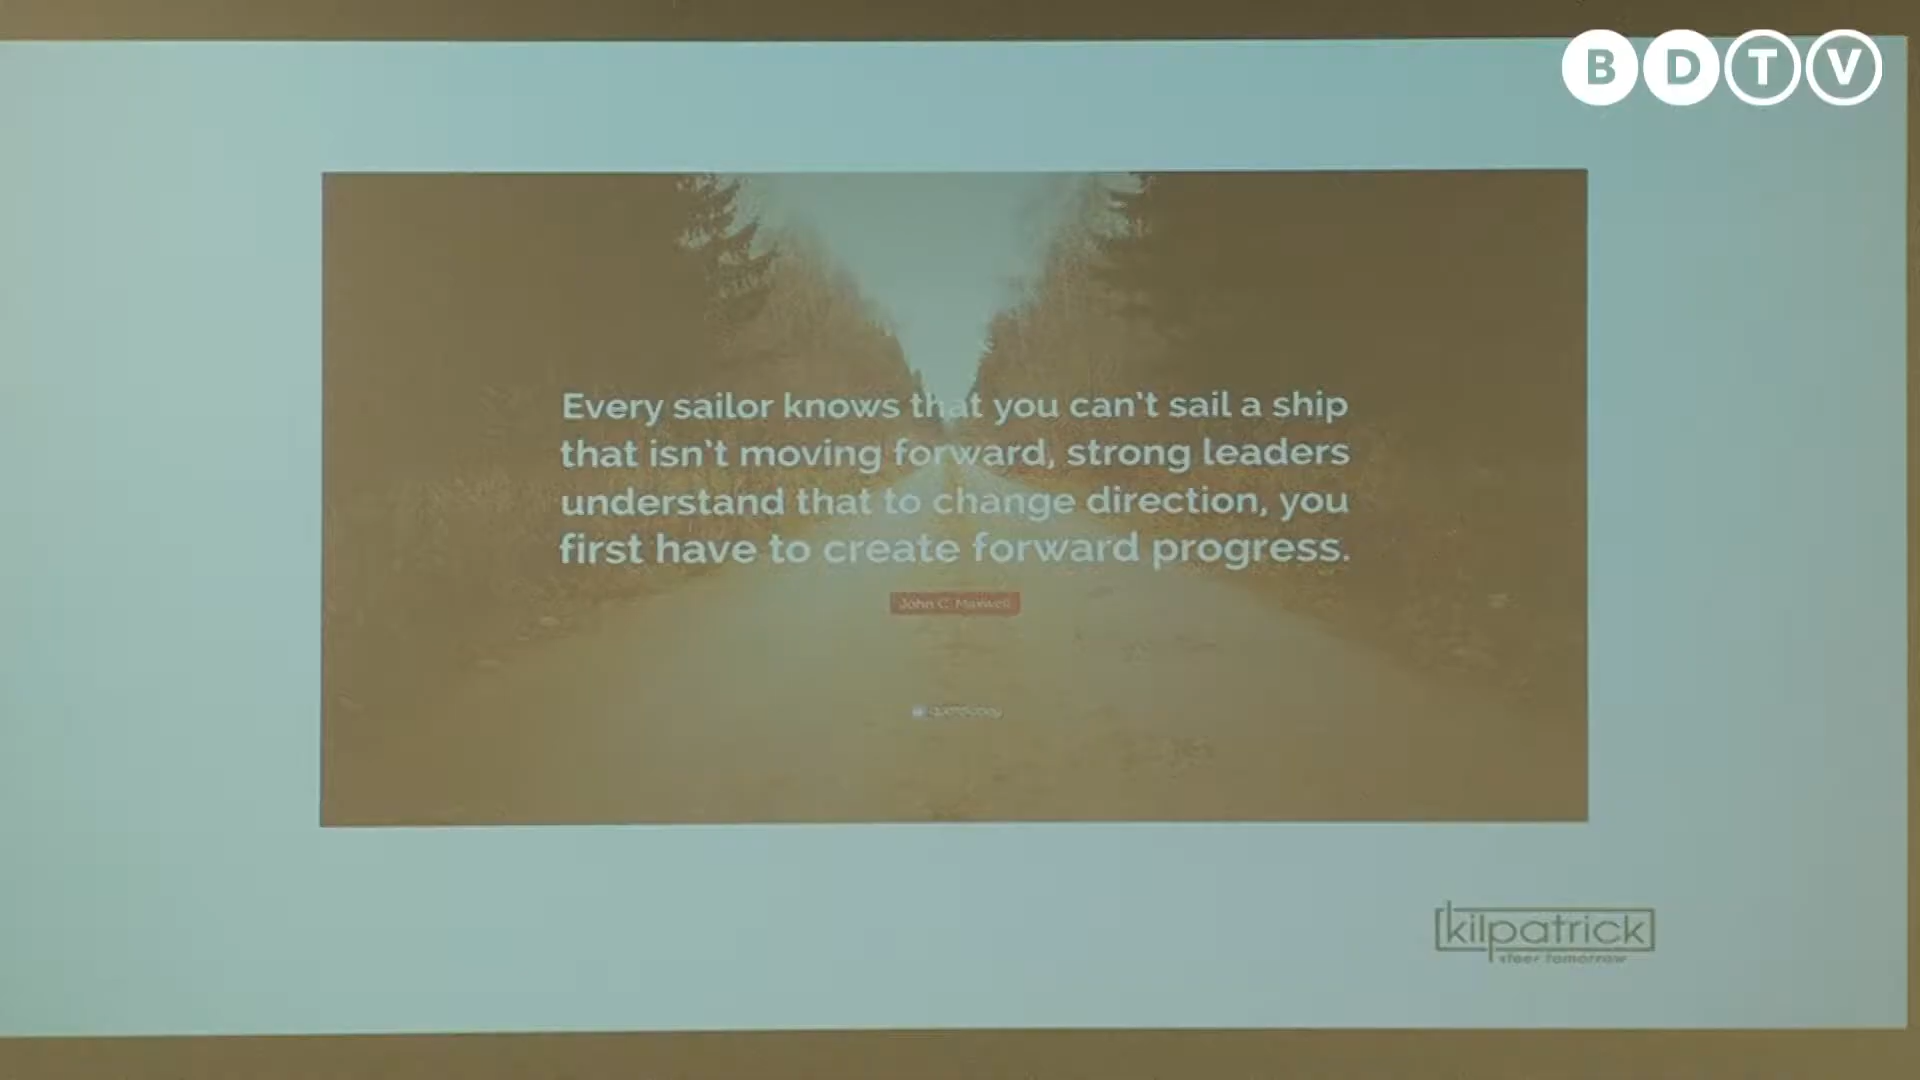 BDTV
Every sailor knows that you can't sail a ship
that isn't moving forward, strong leaders
understand that to change direction, you
first have to create forward progress.
John C. Maxwell
kilpatrick
steer tomorrow